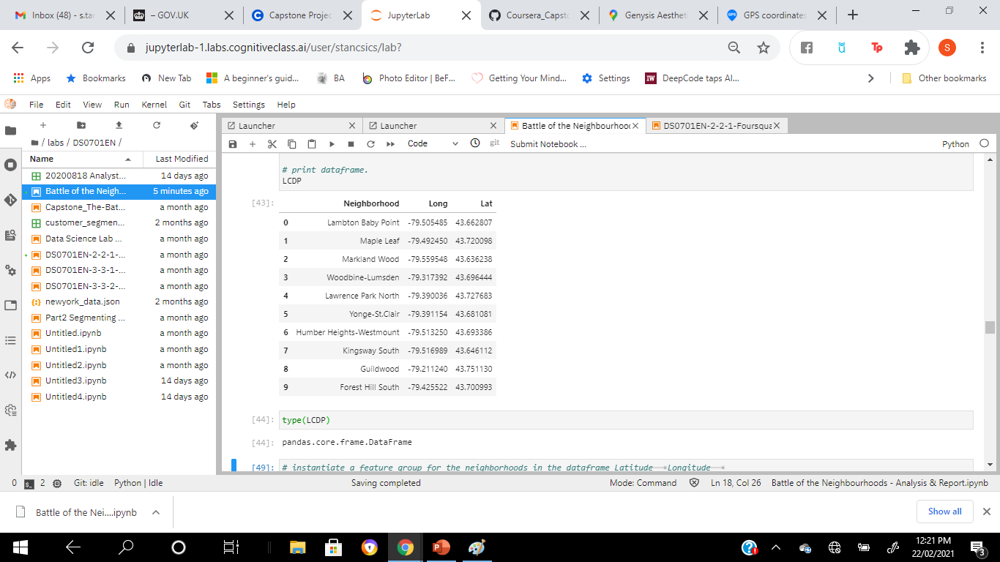 Inbox (48) - s.tar
– GOV.UK
Capstone Projec
JupyterLab
Coursera_Capst
Genysis Aestheti
GPS coordinates
jupyterlab-1.labs.cognitiveclass.ai/user/stancsics/lab?
S
Apps
Bookmarks
New Tab
A beginner's guid...
BA
Photo Editor | BeF...
Getting Your Mind...
Settings
DeepCode taps AI...
Other bookmarks
File Edit View Run Kernel Git Tabs Settings Help
/ labs / DS0701EN /
Name Last Modified
20200818 Analyst... 14 days ago
Battle of the Neigh... 5 minutes ago
Capstone_The-Bat... a month ago
customer_segmen... 2 months ago
Data Science Lab ... a month ago
DS0701EN-2-2-1-... a month ago
DS0701EN-3-3-1-... a month ago
DS0701EN-3-3-2-... a month ago
newyork_data.json 2 months ago
Part2 Segmenting ... a month ago
Untitled.ipynb a month ago
Untitled1.ipynb a month ago
Untitled2.ipynb a month ago
Untitled3.ipynb 14 days ago
Untitled4.ipynb 14 days ago
Launcher
Launcher
Battle of the Neighbourhood
DS0701EN-2-2-1-Foursqua
Code git Submit Notebook ... Python
# print dataframe.
LCDP
[43]:
Neighborhood Long Lat
0 Lambton Baby Point -79.505485 43.662807
1 Maple Leaf -79.492450 43.720098
2 Markland Wood -79.559548 43.636238
3 Woodbine-Lumsden -79.317392 43.696444
4 Lawrence Park North -79.390036 43.727683
5 Yonge-St.Clair -79.391154 43.681081
6 Humber Heights-Westmount -79.513250 43.693386
7 Kingsway South -79.516989 43.646112
8 Guildwood -79.211240 43.751130
9 Forest Hill South -79.425522 43.700993
[44]: type(LCDP)
[44]: pandas.core.frame.DataFrame
[49]: # instantiate a feature group for the neighborhoods in the dataframe Latitude Longitude
0 2 Git: idle Python | Idle Saving completed Mode: Command Ln 18, Col 26 Battle of the Neighbourhoods - Analysis & Report.ipynb
Battle of the Nei....ipynb
Show all
12:21 PM
22/02/2021
3